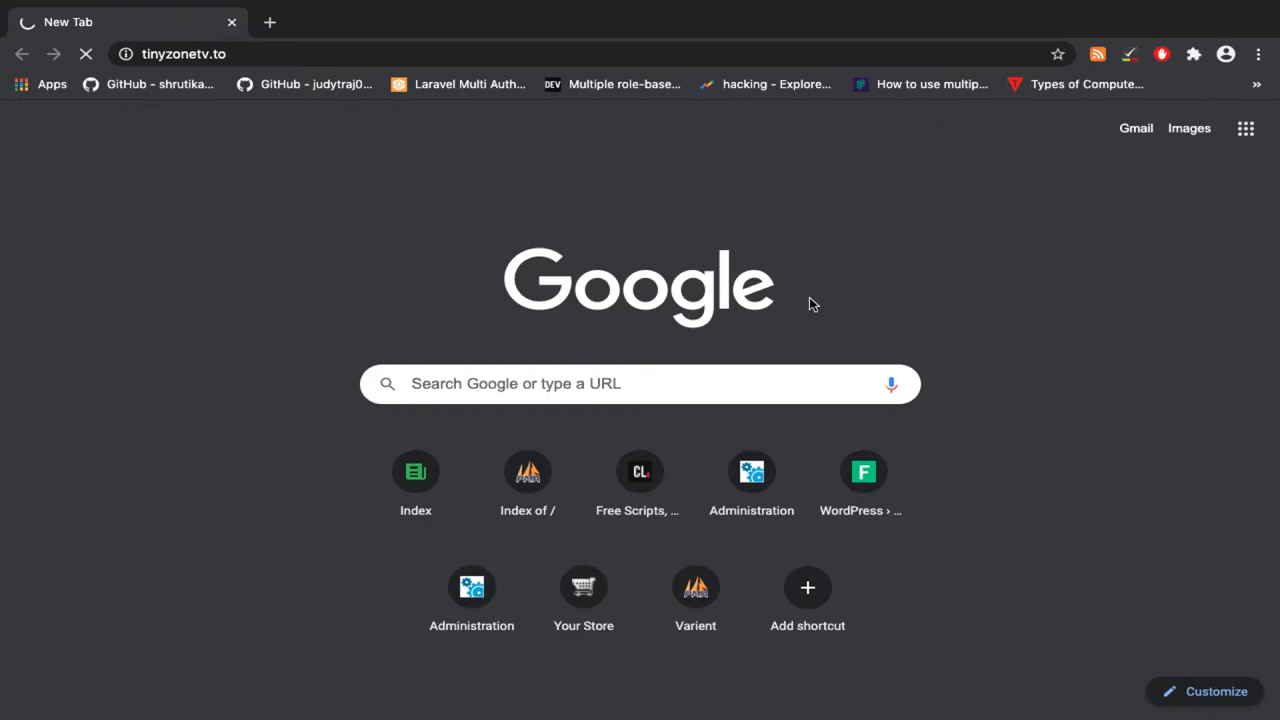 New Tab
tinyzonetv.to
Apps GitHub - shrutika... GitHub - judytraj0... Laravel Multi Auth... DEV Multiple role-base... hacking - Explore... How to use multip... Types of Compute... »
Gmail Images
Google
Search Google or type a URL
CL. F
Index Index of / Free Scripts, ... Administration WordPress › ...
Administration Your Store Varient Add shortcut
Customize